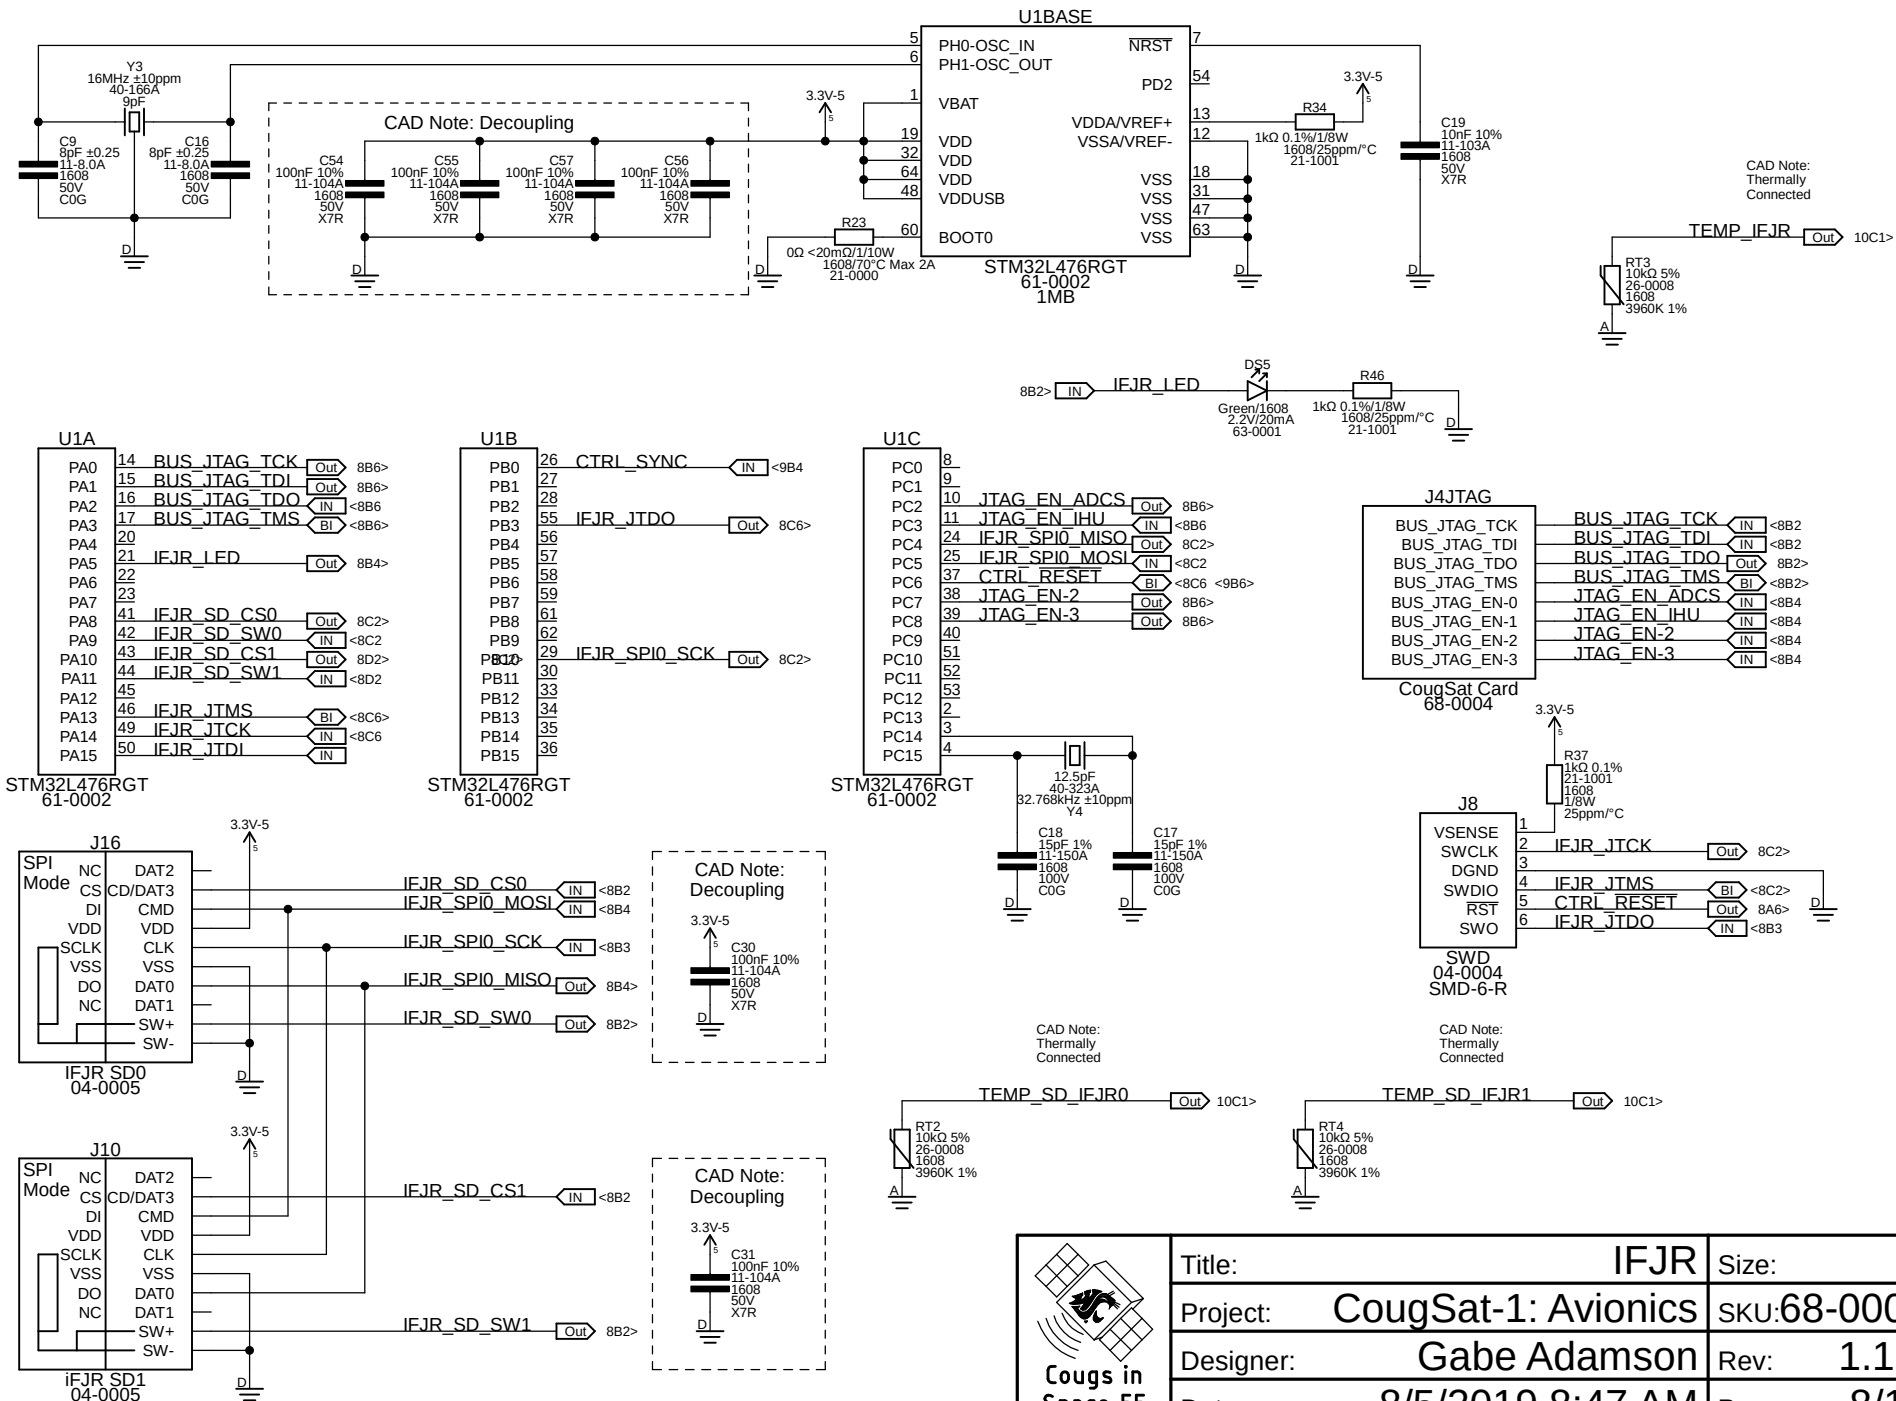 U1BASE
5 PH0-OSC_IN
6 PH1-OSC_OUT
1 VBAT
19 VDD
32 VDD
64 VDD
48 VDDUSB
60 BOOT0
NRST 7
PD2 54
VDDA/VREF+ 13
VSSA/VREF- 12
VSS 18
VSS 31
VSS 47
VSS 63
STM32L476RGT
61-0002
1MB
Y3
16MHz ±10ppm
40-166A
9pF
C9
8pF ±0.25
11-8.0A
1608
50V
C0G
C16
8pF ±0.25
11-8.0A
1608
50V
C0G
D
CAD Note: Decoupling
C54
100nF 10%
11-104A
1608
50V
X7R
C55
100nF 10%
11-104A
1608
50V
X7R
C57
100nF 10%
11-104A
1608
50V
X7R
C56
100nF 10%
11-104A
1608
50V
X7R
D
3.3V-5
5
R23
0Ω <20mΩ/1/10W
1608/70°C Max 2A
21-0000
D
3.3V-5
5
R34
1kΩ 0.1%/1/8W
1608/25ppm/°C
21-1001
D
C19
10nF 10%
11-103A
1608
50V
X7R
D
CAD Note:
Thermally
Connected
TEMP_IFJR Out 10C1>
RT3
10kΩ 5%
26-0008
1608
3960K 1%
A
8B2> IN IFJR_LED
DS5
Green/1608
2.2V/20mA
63-0001
R46
1kΩ 0.1%/1/8W
1608/25ppm/°C
21-1001
D
U1A
PA0 14 BUS_JTAG_TCK Out 8B6>
PA1 15 BUS_JTAG_TDI Out 8B6>
PA2 16 BUS_JTAG_TDO IN <8B6
PA3 17 BUS_JTAG_TMS BI <8B6>
PA4 20
PA5 21 IFJR_LED Out 8B4>
PA6 22
PA7 23
PA8 41 IFJR_SD_CS0 Out 8C2>
PA9 42 IFJR_SD_SW0 IN <8C2
PA10 43 IFJR_SD_CS1 Out 8D2>
PA11 44 IFJR_SD_SW1 IN <8D2
PA12 45
PA13 46 IFJR_JTMS BI <8C6>
PA14 49 IFJR_JTCK IN <8C6
PA15 50 IFJR_JTDI IN
STM32L476RGT
61-0002
U1B
PB0 26 CTRL_SYNC IN <9B4
PB1 27
PB2 28
PB3 55 IFJR_JTDO Out 8C6>
PB4 56
PB5 57
PB6 58
PB7 59
PB8 61
PB9 62
PB10 8C2> 29 IFJR_SPI0_SCK Out 8C2>
PB11 30
PB12 33
PB13 34
PB14 35
PB15 36
STM32L476RGT
61-0002
U1C
PC0 8
PC1 9
PC2 10 JTAG_EN_ADCS Out 8B6>
PC3 11 JTAG_EN_IHU IN <8B6
PC4 24 IFJR_SPI0_MISO Out 8C2>
PC5 25 IFJR_SPI0_MOSI IN <8C2
PC6 37 CTRL_RESET BI <8C6 <9B6>
PC7 38 JTAG_EN-2 Out 8B6>
PC8 39 JTAG_EN-3 Out 8B6>
PC9 40
PC10 51
PC11 52
PC12 53
PC13 2
PC14 3
PC15 4
STM32L476RGT
61-0002
12.5pF
40-323A
32.768kHz ±10ppm
Y4
C18
15pF 1%
11-150A
1608
100V
C0G
D
C17
15pF 1%
11-150A
1608
100V
C0G
D
J4JTAG
BUS_JTAG_TCK BUS_JTAG_TCK IN <8B2
BUS_JTAG_TDI BUS_JTAG_TDI IN <8B2
BUS_JTAG_TDO BUS_JTAG_TDO Out 8B2>
BUS_JTAG_TMS BUS_JTAG_TMS BI <8B2>
BUS_JTAG_EN-0 JTAG_EN_ADCS IN <8B4
BUS_JTAG_EN-1 JTAG_EN_IHU IN <8B4
BUS_JTAG_EN-2 JTAG_EN-2 IN <8B4
BUS_JTAG_EN-3 JTAG_EN-3 IN <8B4
CougSat Card
68-0004
3.3V-5
5
R37
1kΩ 0.1%
21-1001
1608
1/8W
25ppm/°C
J8
VSENSE 1
SWCLK 2 IFJR_JTCK Out 8C2>
DGND 3
SWDIO 4 IFJR_JTMS BI <8C2>
RST 5 CTRL_RESET Out 8A6>
SWO 6 IFJR_JTDO IN <8B3
D
SWD
04-0004
SMD-6-R
J16
SPI
Mode
NC DAT2
CS CD/DAT3 IFJR_SD_CS0 IN <8B2
DI CMD IFJR_SPI0_MOSI IN <8B4
VDD VDD
SCLK CLK IFJR_SPI0_SCK IN <8B3
VSS VSS
DO DAT0 IFJR_SPI0_MISO Out 8B4>
NC DAT1
SW+ IFJR_SD_SW0 Out 8B2>
SW-
IFJR SD0
04-0005
3.3V-5
5
D
CAD Note:
Decoupling
3.3V-5
5
C30
100nF 10%
11-104A
1608
50V
X7R
D
J10
SPI
Mode
NC DAT2
CS CD/DAT3 IFJR_SD_CS1 IN <8B2
DI CMD
VDD VDD
SCLK CLK
VSS VSS
DO DAT0
NC DAT1
SW+ IFJR_SD_SW1 Out 8B2>
SW-
iFJR SD1
04-0005
3.3V-5
5
D
CAD Note:
Decoupling
3.3V-5
5
C31
100nF 10%
11-104A
1608
50V
X7R
D
CAD Note:
Thermally
Connected
TEMP_SD_IFJR0 Out 10C1>
RT2
10kΩ 5%
26-0008
1608
3960K 1%
A
CAD Note:
Thermally
Connected
TEMP_SD_IFJR1 Out 10C1>
RT4
10kΩ 5%
26-0008
1608
3960K 1%
A
Cougs in
Title: IFJR Size:
Project: CougSat-1: Avionics SKU:68-000
Designer: Gabe Adamson Rev: 1.1
8/5/2019 8:47 AM